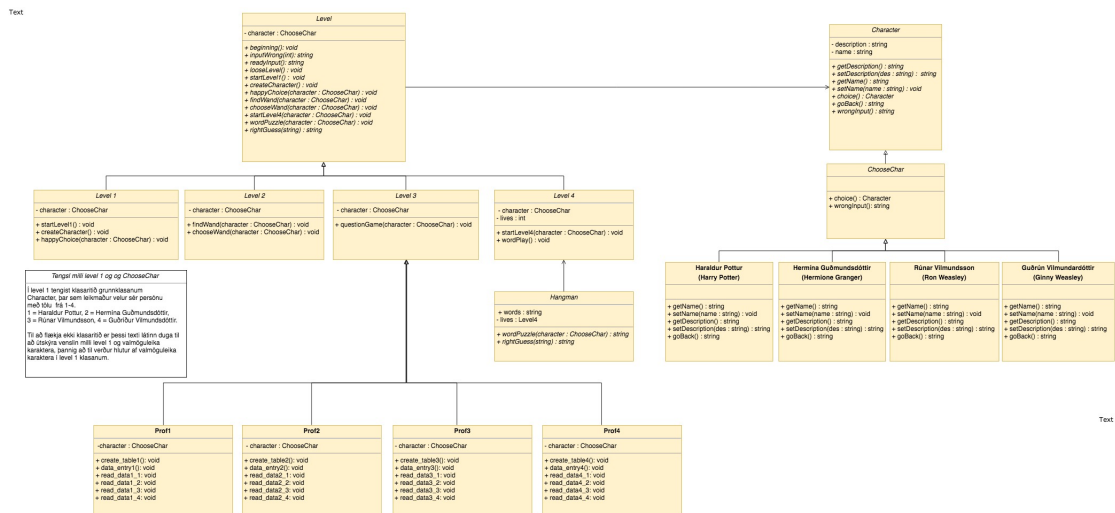 Text
Level
- character : ChooseChar
+ beginning(): void
+ inputWrong(int): string
+ readyInput(): string
+ looseLevel() : void
+ startLevel1() : void
+ createCharacter() : void
+ happyChoice(character : ChooseChar) : void
+ findWand(character : ChooseChar) : void
+ chooseWand(character : ChooseChar) : void
+ startLevel4(character : ChooseChar) : void
+ wordPuzzle(character : ChooseChar) : void
+ rightGuess(string) : string
Character
- description : string
- name : string
+ getDescription() : string
+ setDescription(des : string) : string
+ getName() : string
+ setName(name : string) : void
+ choice() : Character
+ goBack() : string
+ wrongInput() : string
ChooseChar
+ choice() : Character
+ wrongInput(): string
Level 1
- character : ChooseChar
+ startLevel1() : void
+ createCharacter() : void
+ happyChoice(character : ChooseChar) : void
Level 2
- character : ChooseChar
+ findWand(character : ChooseChar) : void
+ chooseWand(character : ChooseChar) : void
Level 3
- character : ChooseChar
+ questionGame(character : ChooseChar) : void
Level 4
- character : ChooseChar
- lives : int
+ startLevel4(character : ChooseChar) : void
+ wordPlay() : void
Tengsl milli level 1 og og ChooseChar
Í level 1 tengist klasaritið grunnklasanum
Character, þar sem leikmaður velur sér persónu
með tölu frá 1-4.
1 = Haraldur Pottur, 2 = Hermína Guðmundsdóttir,
3 = Rúnar Vilmundsson, 4 = Guðríður Vilmundsdóttir.
Til að flækja ekki klasaritið er þessi texti látinn duga til
að útskýra venslin milli level 1 og valmöguleika
karaktera, þannig að til verður hlutur af valmöguleika
karaktera í level 1 klasanum.
Hangman
+ words : string
- lives : Level4
+ wordPuzzle(character : ChooseChar) : string
+ rightGuess(string) : string
Haraldur Pottur
(Harry Potter)
+ getName() : string
+ setName(name : string) : void
+ getDescription() : string
+ setDescription(des : string) : string
+ goBack() : string
Hermína Guðmundsdóttir
(Hermione Granger)
+ getName() : string
+ setName(name : string) : void
+ getDescription() : string
+ setDescription(des : string) : string
+ goBack() : string
Rúnar Vilmundsson
(Ron Weasley)
+ getName() : string
+ setName(name : string) : void
+ getDescription() : string
+ setDescription(des : string) : string
+ goBack() : string
Guðrún Vilmundardóttir
(Ginny Weasley)
+ getName() : string
+ setName(name : string) : void
+ getDescription() : string
+ setDescription(des : string) : string
+ goBack() : string
Text
Prof1
-character : ChooseChar
+ create_table1(): void
+ data_entry1(): void
+ read_data1_1: void
+ read_data1_2: void
+ read_data1_3: void
+ read_data1_4: void
Prof2
- character : ChooseChar
+ create_table2(): void
+ data_entry2(): void
+ read_data2_1: void
+ read_data2_2: void
+ read_data2_3: void
+ read_data2_4: void
Prof3
- character : ChooseChar
+ create_table3(): void
+ data_entry3(): void
+ read_data3_1: void
+ read_data3_2: void
+ read_data3_3: void
+ read_data3_4: void
Prof4
- character : ChooseChar
+ create_table4(): void
+ data_entry4(): void
+ read_data4_1: void
+ read_data4_2: void
+ read_data4_3: void
+ read_data4_4: void